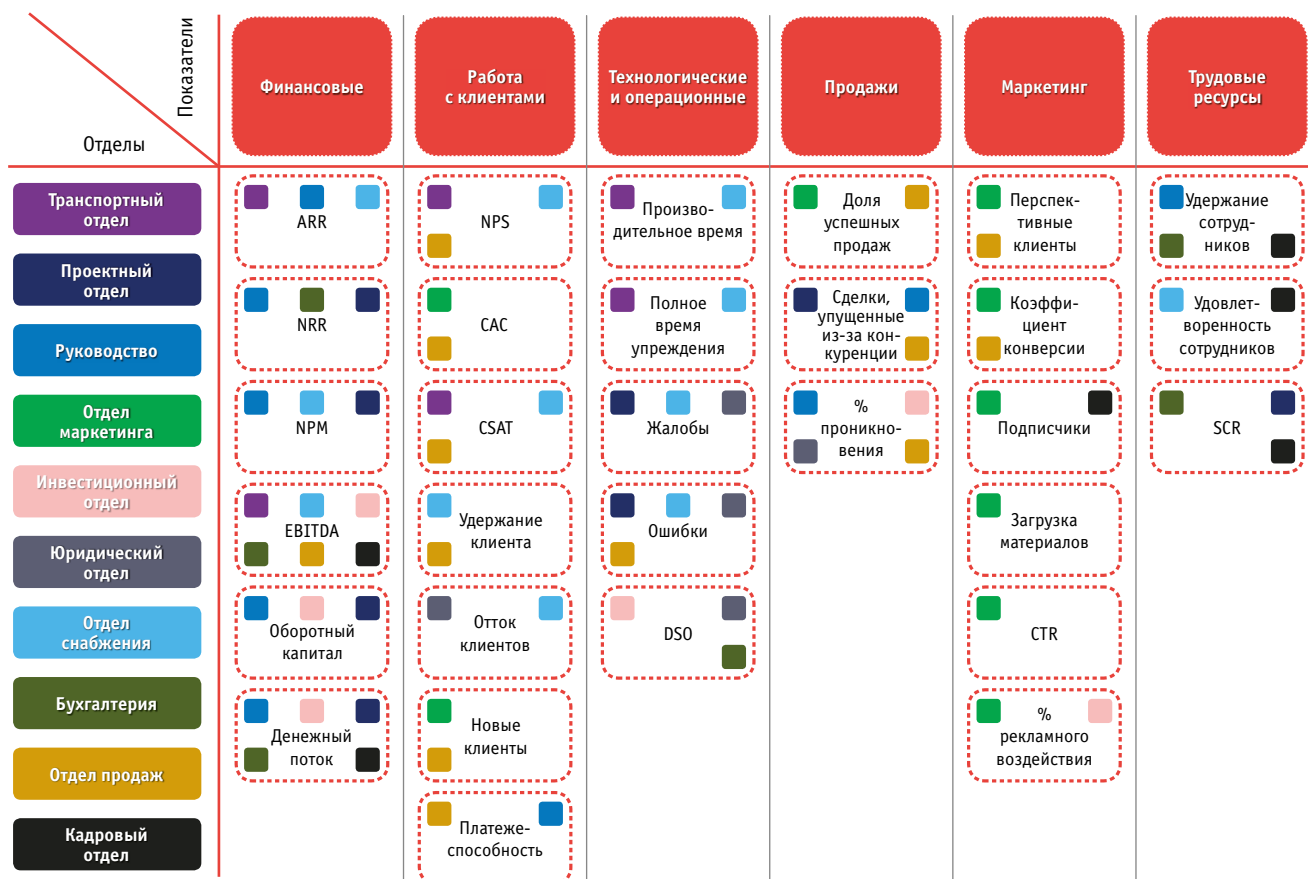 Показатели
Отделы
Финансовые
Работа
с клиентами
Технологические
и операционные
Продажи
Маркетинг
Трудовые
ресурсы
Транспортный
отдел
Проектный
отдел
Руководство
Отдел
маркетинга
Инвестиционный
отдел
Юридический
отдел
Отдел
снабжения
Бухгалтерия
Отдел продаж
Кадровый
отдел
ARR
NRR
NPM
EBITDA
Оборотный
капитал
Денежный
поток
NPS
CAC
CSAT
Удержание
клиента
Отток
клиентов
Новые
клиенты
Платеже-
способность
Произво-
дительное время
Полное
время
упреждения
Жалобы
Ошибки
DSO
Доля
успешных
продаж
Сделки,
упущенные
из-за кон-
куренции
%
проникно-
вения
Перспек-
тивные
клиенты
Коэффи-
циент
конверсии
Подписчики
Загрузка
материалов
CTR
%
рекламного
воздействия
Удержание
сотруд-
ников
Удовлет-
воренность
сотрудников
SCR